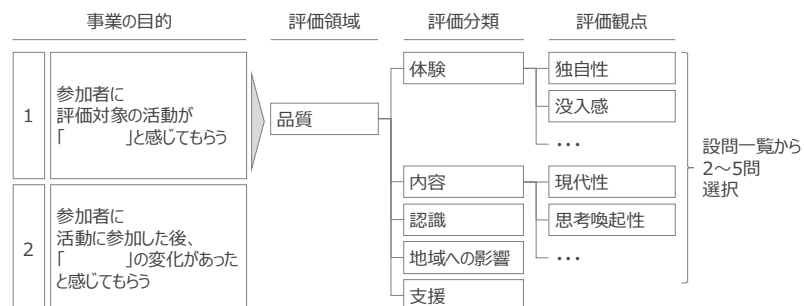 事業の目的
評価領域
評価分類
評価観点
1
参加者に
評価対象の活動が
「　　　」と感じてもらう
品質
体験
独自性
没入感
・・・
内容
現代性
思考喚起性
・・・
認識
地域への影響
支援
設問一覧から
2～5問
選択
2
参加者に
活動に参加した後、
「　　　」の変化があった
と感じてもらう